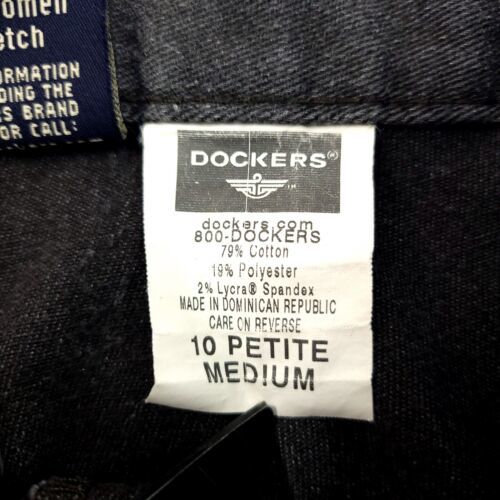 omen
etch
ORMATION
DING THE
S BRAND
OR CALL:
DOCKERS®
TM
dockers.com
800-DOCKERS
79% Cotton
19% Polyester
2% Lycra® Spandex
MADE IN DOMINICAN REPUBLIC
CARE ON REVERSE
10 PETITE
MEDIUM